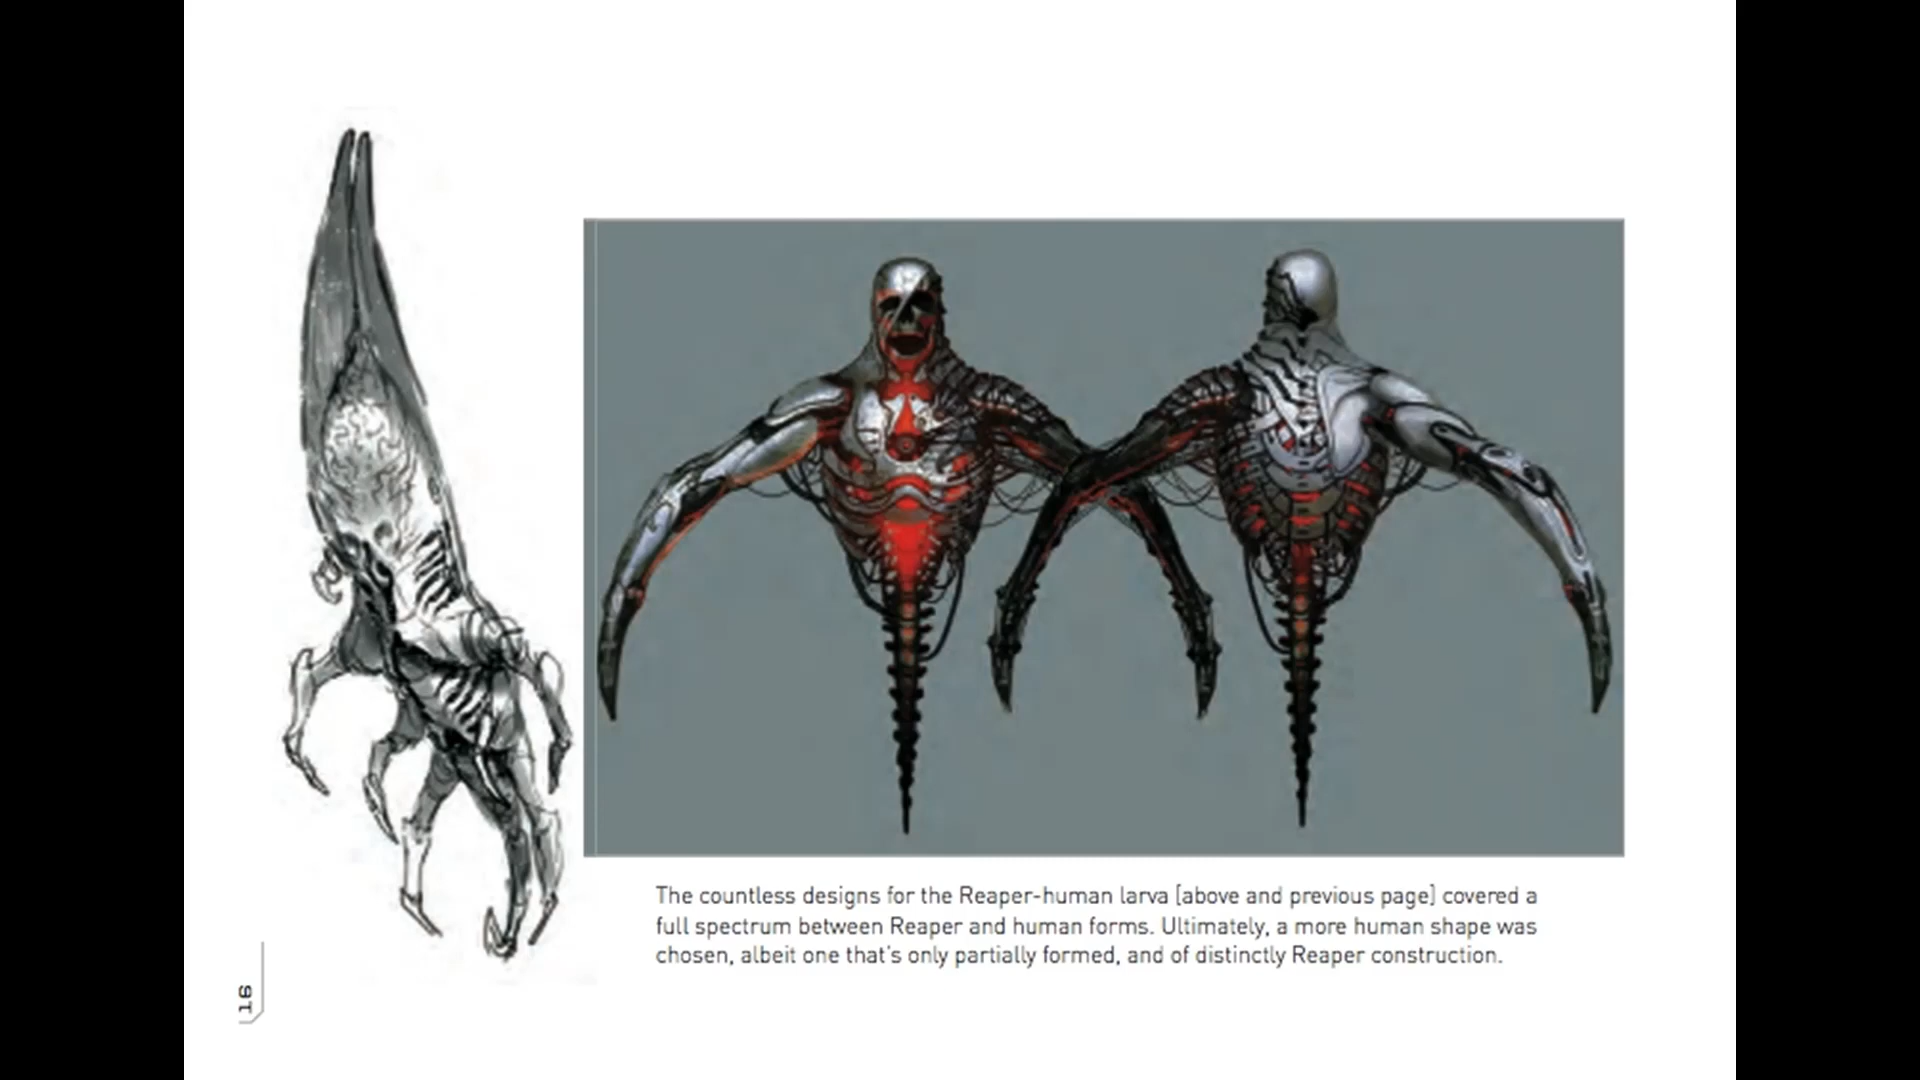 The countless designs for the Reaper-human larva [above and previous page] covered a
full spectrum between Reaper and human forms. Ultimately, a more human shape was
chosen, albeit one that's only partially formed, and of distinctly Reaper construction.
16